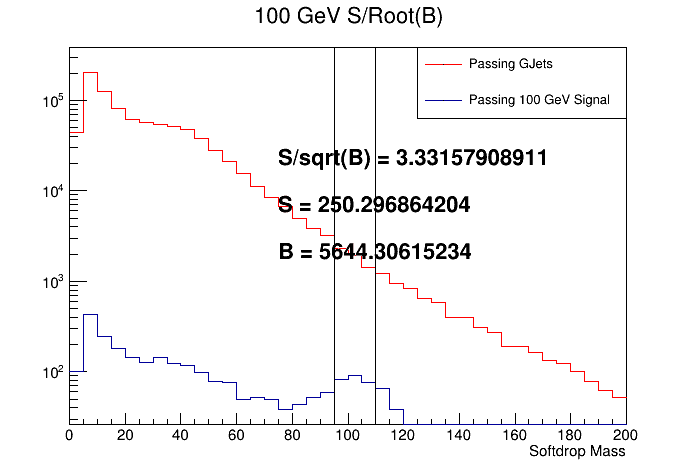 100 GeV S/Root(B)
Passing GJets
Passing 100 GeV Signal
S/sqrt(B) = 3.33157908911
S = 250.296864204
B = 5644.30615234
10^5
10^4
10^3
10^2
0 20 40 60 80 100 120 140 160 180 200
Softdrop Mass